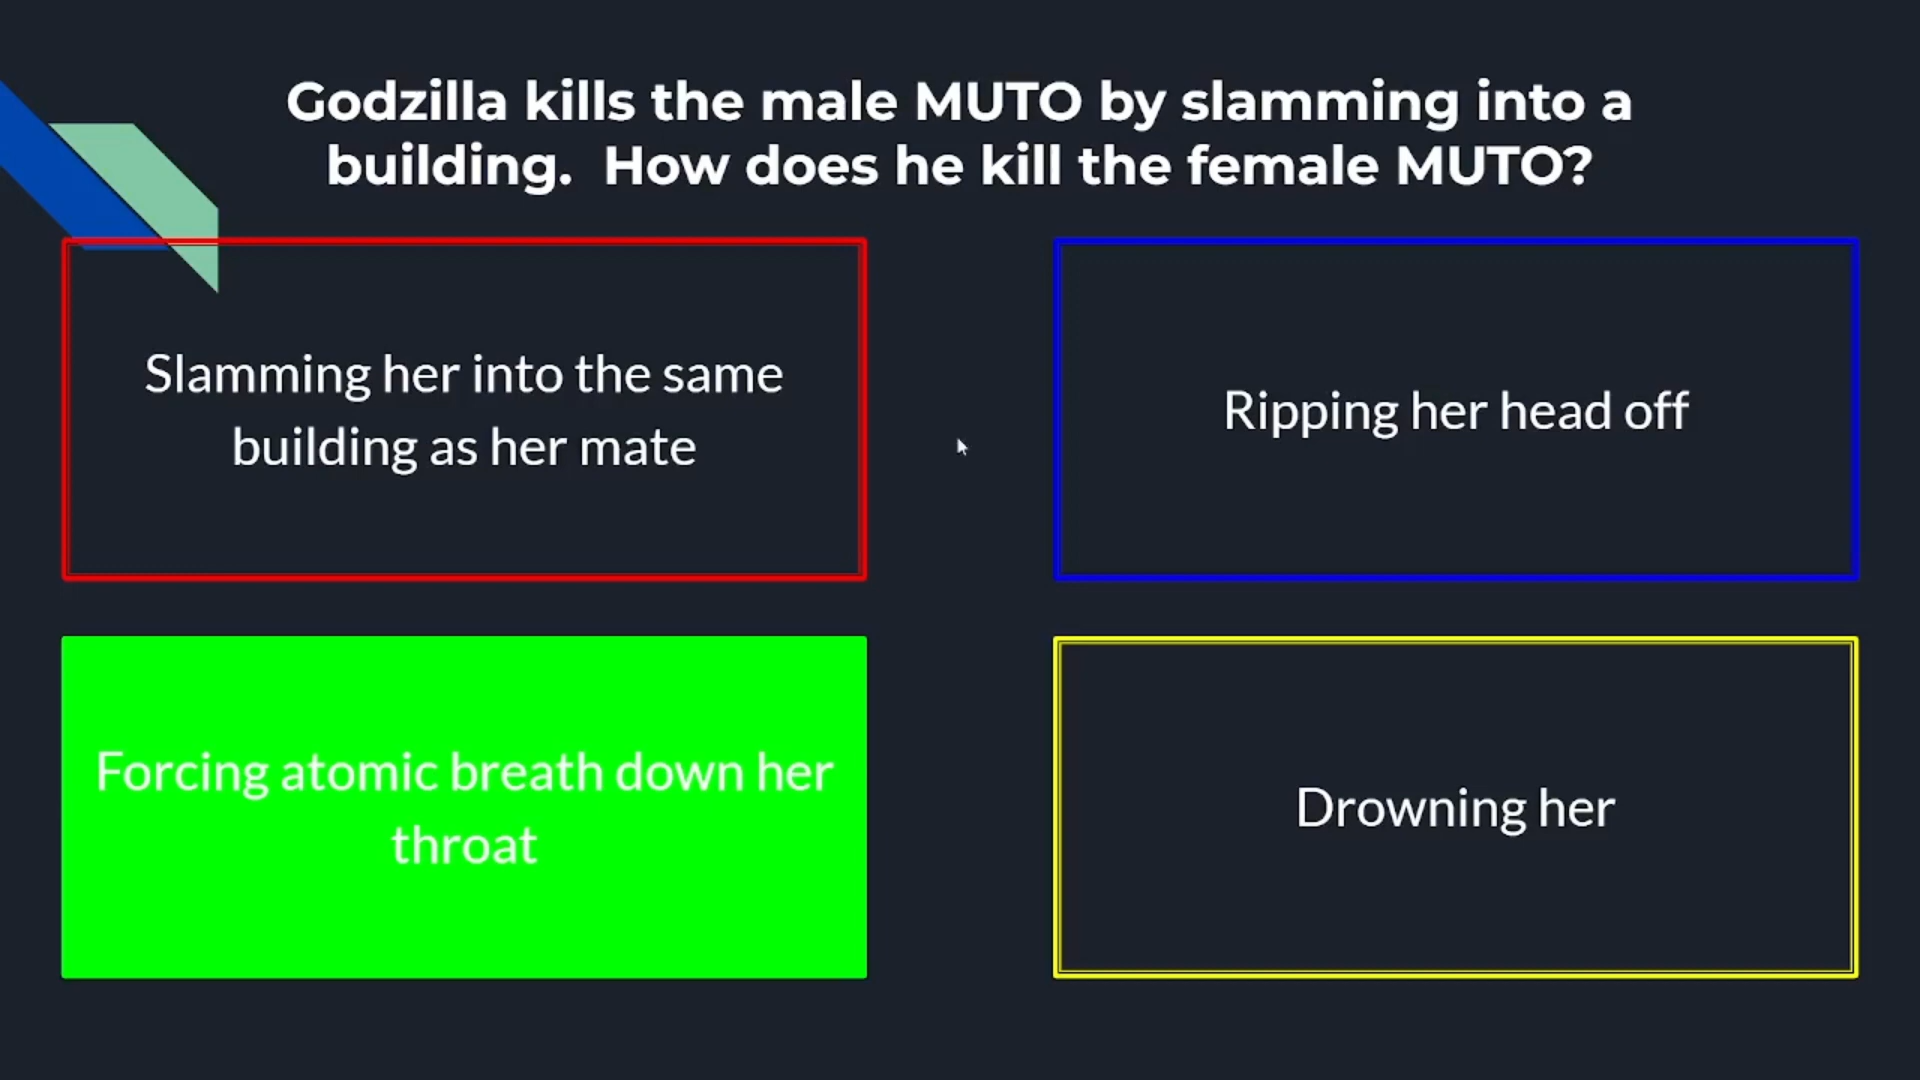 Godzilla kills the male MUTO by slamming into a
building.  How does he kill the female MUTO?
Slamming her into the same
building as her mate
Ripping her head off
Forcing atomic breath down her
throat
Drowning her